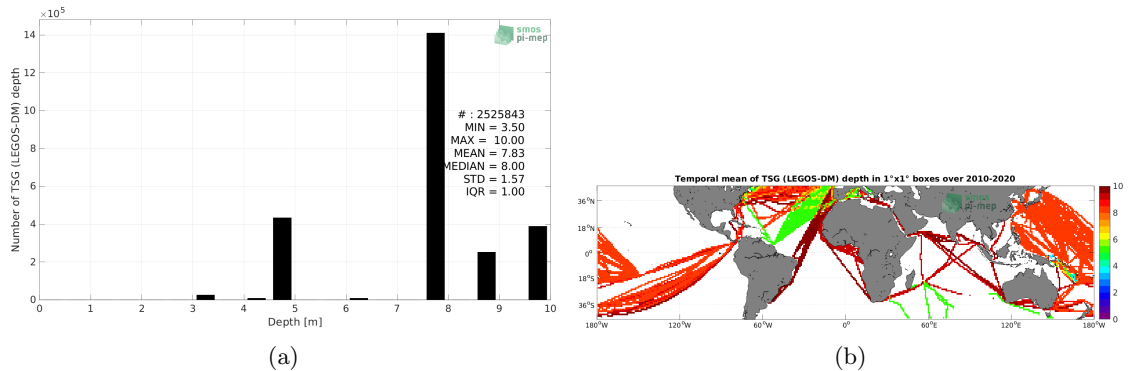 ×10⁵
14
12
10
8
6
4
2
0
Number of TSG (LEGOS-DM) depth
0 1 2 3 4 5 6 7 8 9 10
Depth [m]
smos
pi-mep
# : 2525843
MIN = 3.50
MAX = 10.00
MEAN = 7.83
MEDIAN = 8.00
STD = 1.57
IQR = 1.00
(a)
Temporal mean of TSG (LEGOS-DM) depth in 1°x1° boxes over 2010-2020
smos
pi-mep
36°N
18°N
0°
18°S
36°S
180°W 120°W 60°W 0° 60°E 120°E 180°W
10
8
6
4
2
0
(b)